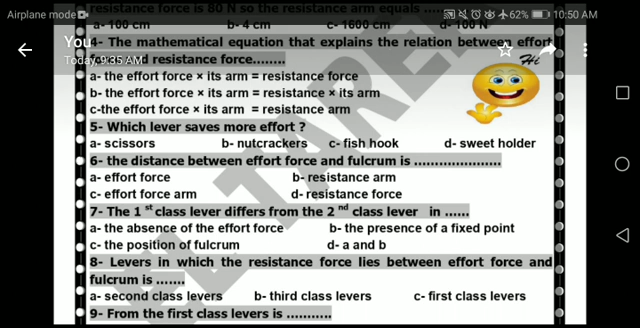 Airplane mode 62% 10:50 AM
resistance force is 80 N so the resistance arm equals .....
a- 100 cm b- 4 cm c- 1600 cm d- 100 N
You
Today, 9:35 AM
4- The mathematical equation that explains the relation between effort
resistance force........
Hi
a- the effort force × its arm = resistance force
b- the effort force × its arm = resistance × its arm
c-the effort force × its arm = resistance arm
5- Which lever saves more effort ?
a- scissors b- nutcrackers c- fish hook d- sweet holder
6- the distance between effort force and fulcrum is ......................
a- effort force b- resistance arm
c- effort force arm d- resistance force
7- The 1 st class lever differs from the 2 nd class lever in ......
a- the absence of the effort force b- the presence of a fixed point
c- the position of fulcrum d- a and b
8- Levers in which the resistance force lies between effort force and
fulcrum is .......
a- second class levers b- third class levers c- first class levers
9- From the first class levers is ...........